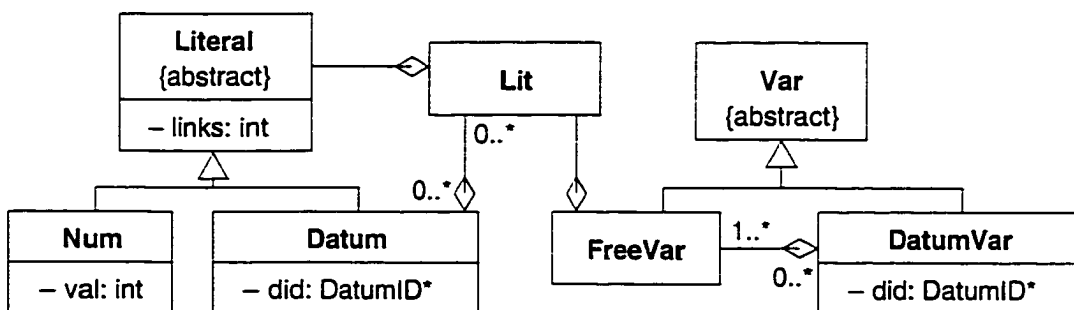 Literal
{abstract}
– links: int
Lit
Var
{abstract}
0..*
0..*
Num
– val: int
Datum
– did: DatumID*
FreeVar
1..*
0..*
DatumVar
– did: DatumID*